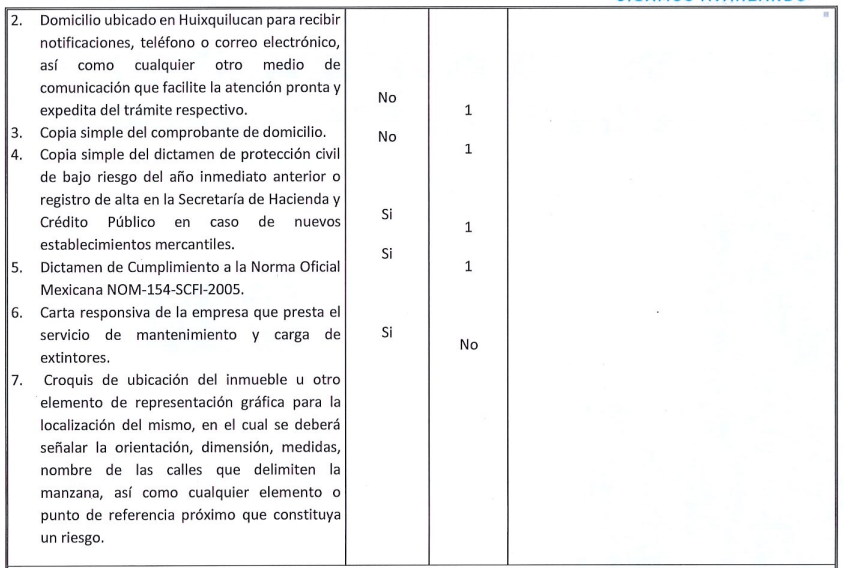 2. Domicilio ubicado en Huixquilucan para recibir
notificaciones, teléfono o correo electrónico,
así como cualquier otro medio de
comunicación que facilite la atención pronta y
expedita del trámite respectivo.
No
1
3. Copia simple del comprobante de domicilio.
No
4. Copia simple del dictamen de protección civil
1
de bajo riesgo del año inmediato anterior o
registro de alta en la Secretaría de Hacienda y
Crédito Público en caso de nuevos
Si
1
establecimientos mercantiles.
Si
5. Dictamen de Cumplimiento a la Norma Oficial
1
Mexicana NOM-154-SCFI-2005.
6. Carta responsiva de la empresa que presta el
servicio de mantenimiento y carga de
Si
No
extintores.
7. Croquis de ubicación del inmueble u otro
elemento de representación gráfica para la
localización del mismo, en el cual se deberá
señalar la orientación, dimensión, medidas,
nombre de las calles que delimiten la
manzana, así como cualquier elemento o
punto de referencia próximo que constituya
un riesgo.